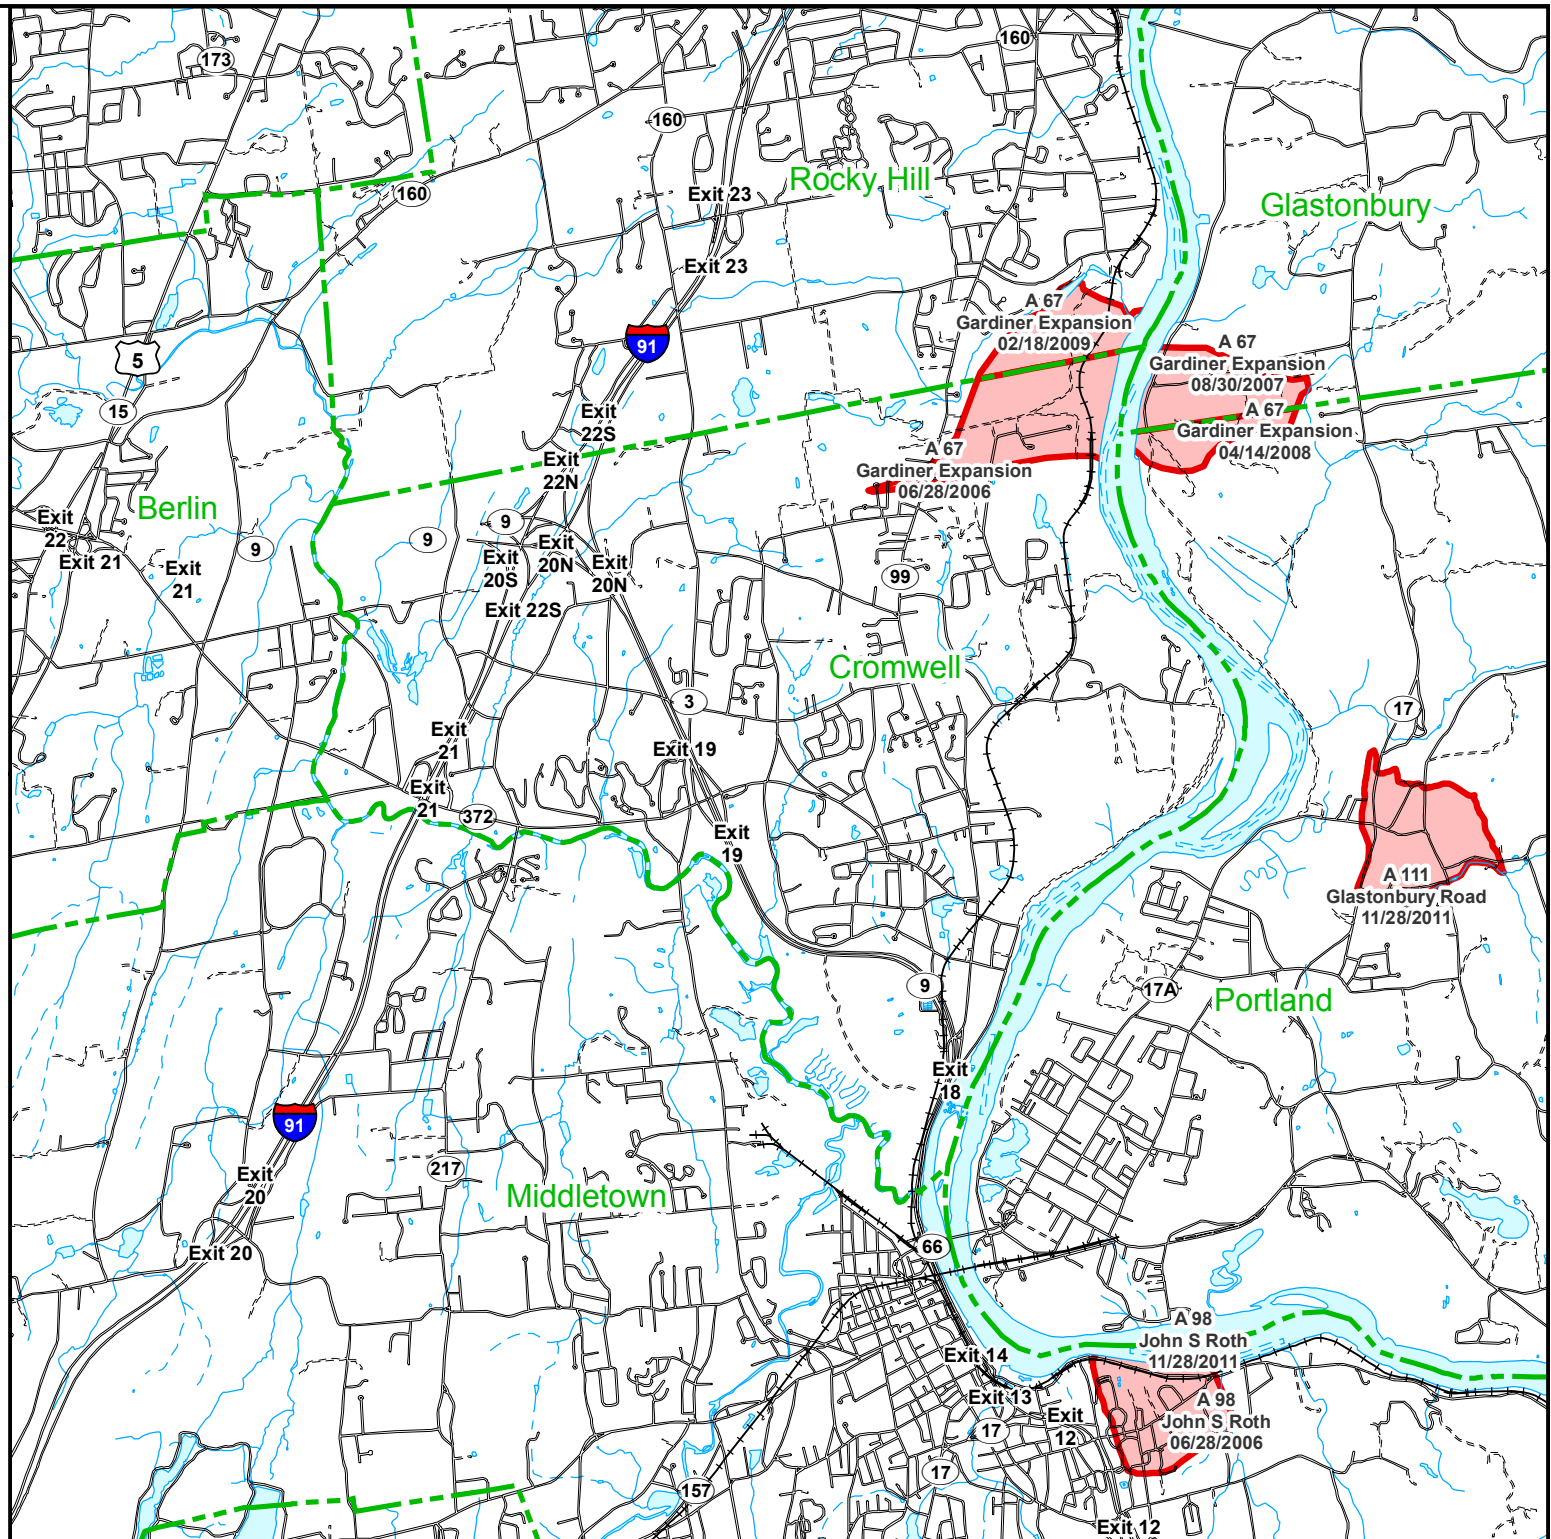 160
173
160
Rocky Hill
160
Exit 23
Glastonbury
Exit 23
A 67
Gardiner Expansion
02/18/2009
91
A 67
Gardiner Expansion
08/30/2007
5
15
Exit
22S
A 67
Gardiner Expansion
04/14/2008
Exit
22N
A 67
Gardiner Expansion
06/28/2006
Berlin
Exit
22
Exit 21
Exit
21
9
9
9
Exit
20S
Exit
20N
Exit
20N
Exit 22S
99
Cromwell
3
17
Exit
21
Exit 19
Exit
21
372
Exit
19
A 111
Glastonbury Road
11/28/2011
9
17A
Portland
Exit
18
91
217
Exit
20
Middletown
Exit 20
66
A 98
John S Roth
11/28/2011
Exit 14
Exit 13
A 98
John S Roth
06/28/2006
Exit
12
17
17
157
Exit 12